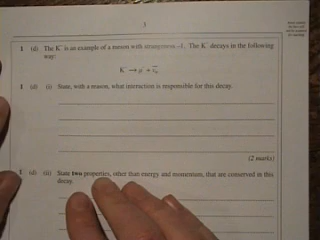 3
1 (d) The K⁻ is an example of a meson with strangeness –1. The K⁻ decays in the following
way:
K⁻ → μ⁻ +
1 (d) (i) State, with a reason, what interaction is responsible for this decay.
(2 marks)
1 (d) (ii) State two properties, other than energy and momentum, that are conserved in this
decay.